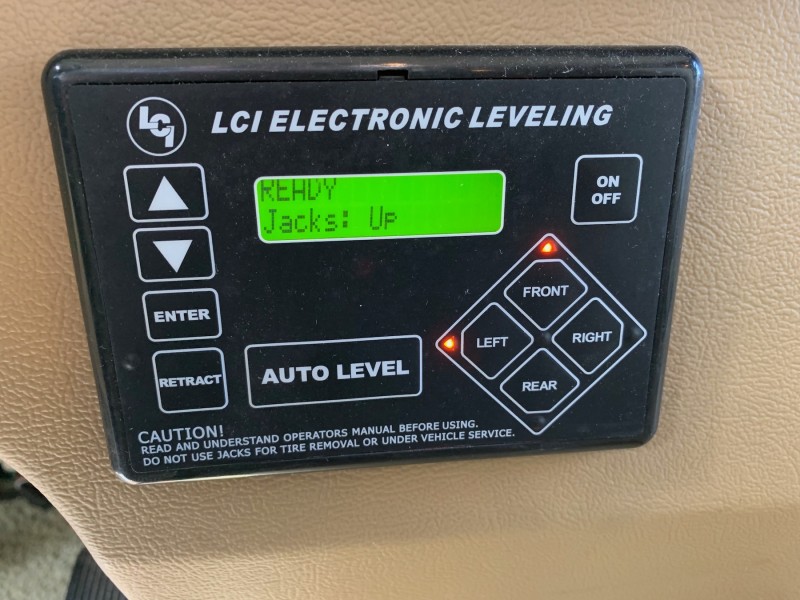 LCI
LCI ELECTRONIC LEVELING
ON
OFF
READY
Jacks: Up
ENTER
RETRACT
AUTO LEVEL
FRONT
LEFT
RIGHT
REAR
CAUTION!
READ AND UNDERSTAND OPERATORS MANUAL BEFORE USING.
DO NOT USE JACKS FOR TIRE REMOVAL OR UNDER VEHICLE SERVICE.